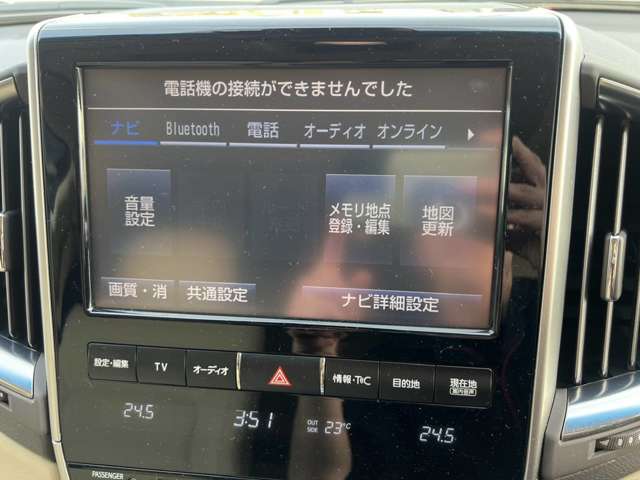 電話機の接続ができませんでした
ナビ Bluetooth 電話 オーディオ オンライン
音量
設定
メモリ地点
登録・編集
地図
更新
画質・消 共通設定 ナビ詳細設定
設定・編集 TV オーディオ 情報・T\C 目的地 現在地
24.5 3:51 OUT SIDE 23℃ 24.5
PASSENGER